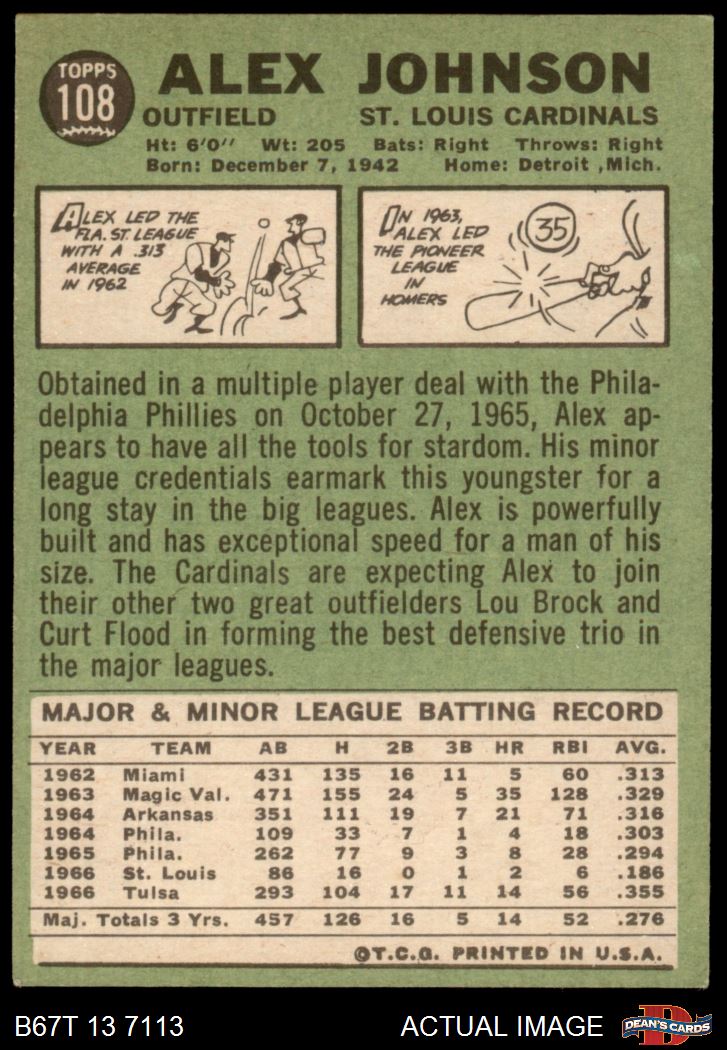 TOPPS
108
ALEX JOHNSON
OUTFIELD ST. LOUIS CARDINALS
Ht: 6'0" Wt: 205 Bats: Right Throws: Right
Born: December 7, 1942 Home: Detroit ,Mich.
ALEX LED THE
FLA. ST. LEAGUE
WITH A .313
AVERAGE
IN 1962
IN 1963,
ALEX LED
THE PIONEER
LEAGUE
IN
HOMERS
35
Obtained in a multiple player deal with the Phila-
delphia Phillies on October 27, 1965, Alex ap-
pears to have all the tools for stardom. His minor
league credentials earmark this youngster for a
long stay in the big leagues. Alex is powerfully
built and has exceptional speed for a man of his
size. The Cardinals are expecting Alex to join
their other two great outfielders Lou Brock and
Curt Flood in forming the best defensive trio in
the major leagues.
MAJOR & MINOR LEAGUE BATTING RECORD
YEAR TEAM AB H 2B 3B HR RBI AVG.
1962 Miami 431 135 16 11 5 60 .313
1963 Magic Val. 471 155 24 5 35 128 .329
1964 Arkansas 351 111 19 7 21 71 .316
1964 Phila. 109 33 7 1 4 18 .303
1965 Phila. 262 77 9 3 8 28 .294
1966 St. Louis 86 16 0 1 2 6 .186
1966 Tulsa 293 104 17 11 14 56 .355
Maj. Totals 3 Yrs. 457 126 16 5 14 52 .276
©T.C.G. PRINTED IN U.S.A.
B67T 13 7113 ACTUAL IMAGE
D
DEAN'S CARDS